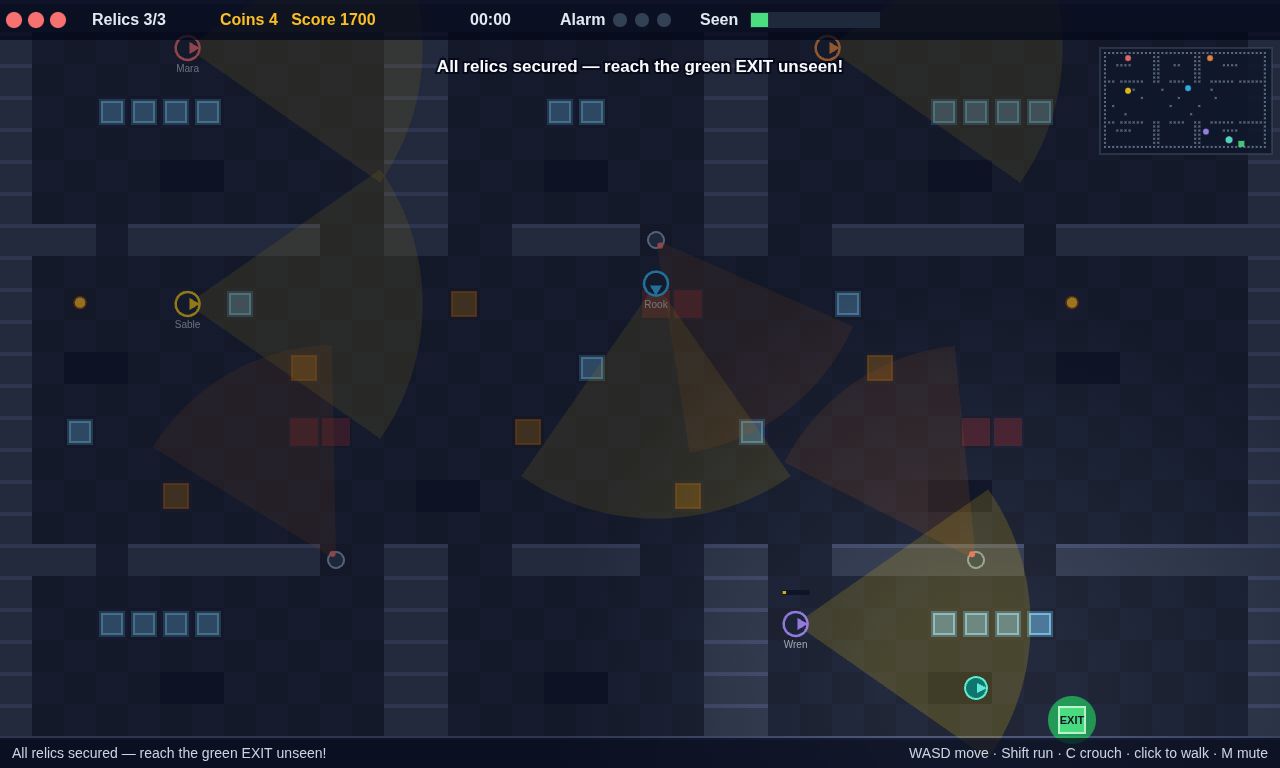 Relics 3/3 Coins 4 Score 1700 00:00 Alarm Seen
All relics secured — reach the green EXIT unseen!
Mara
Sable
Rook
Wren
EXIT
All relics secured — reach the green EXIT unseen! WASD move · Shift run · C crouch · click to walk · M mute